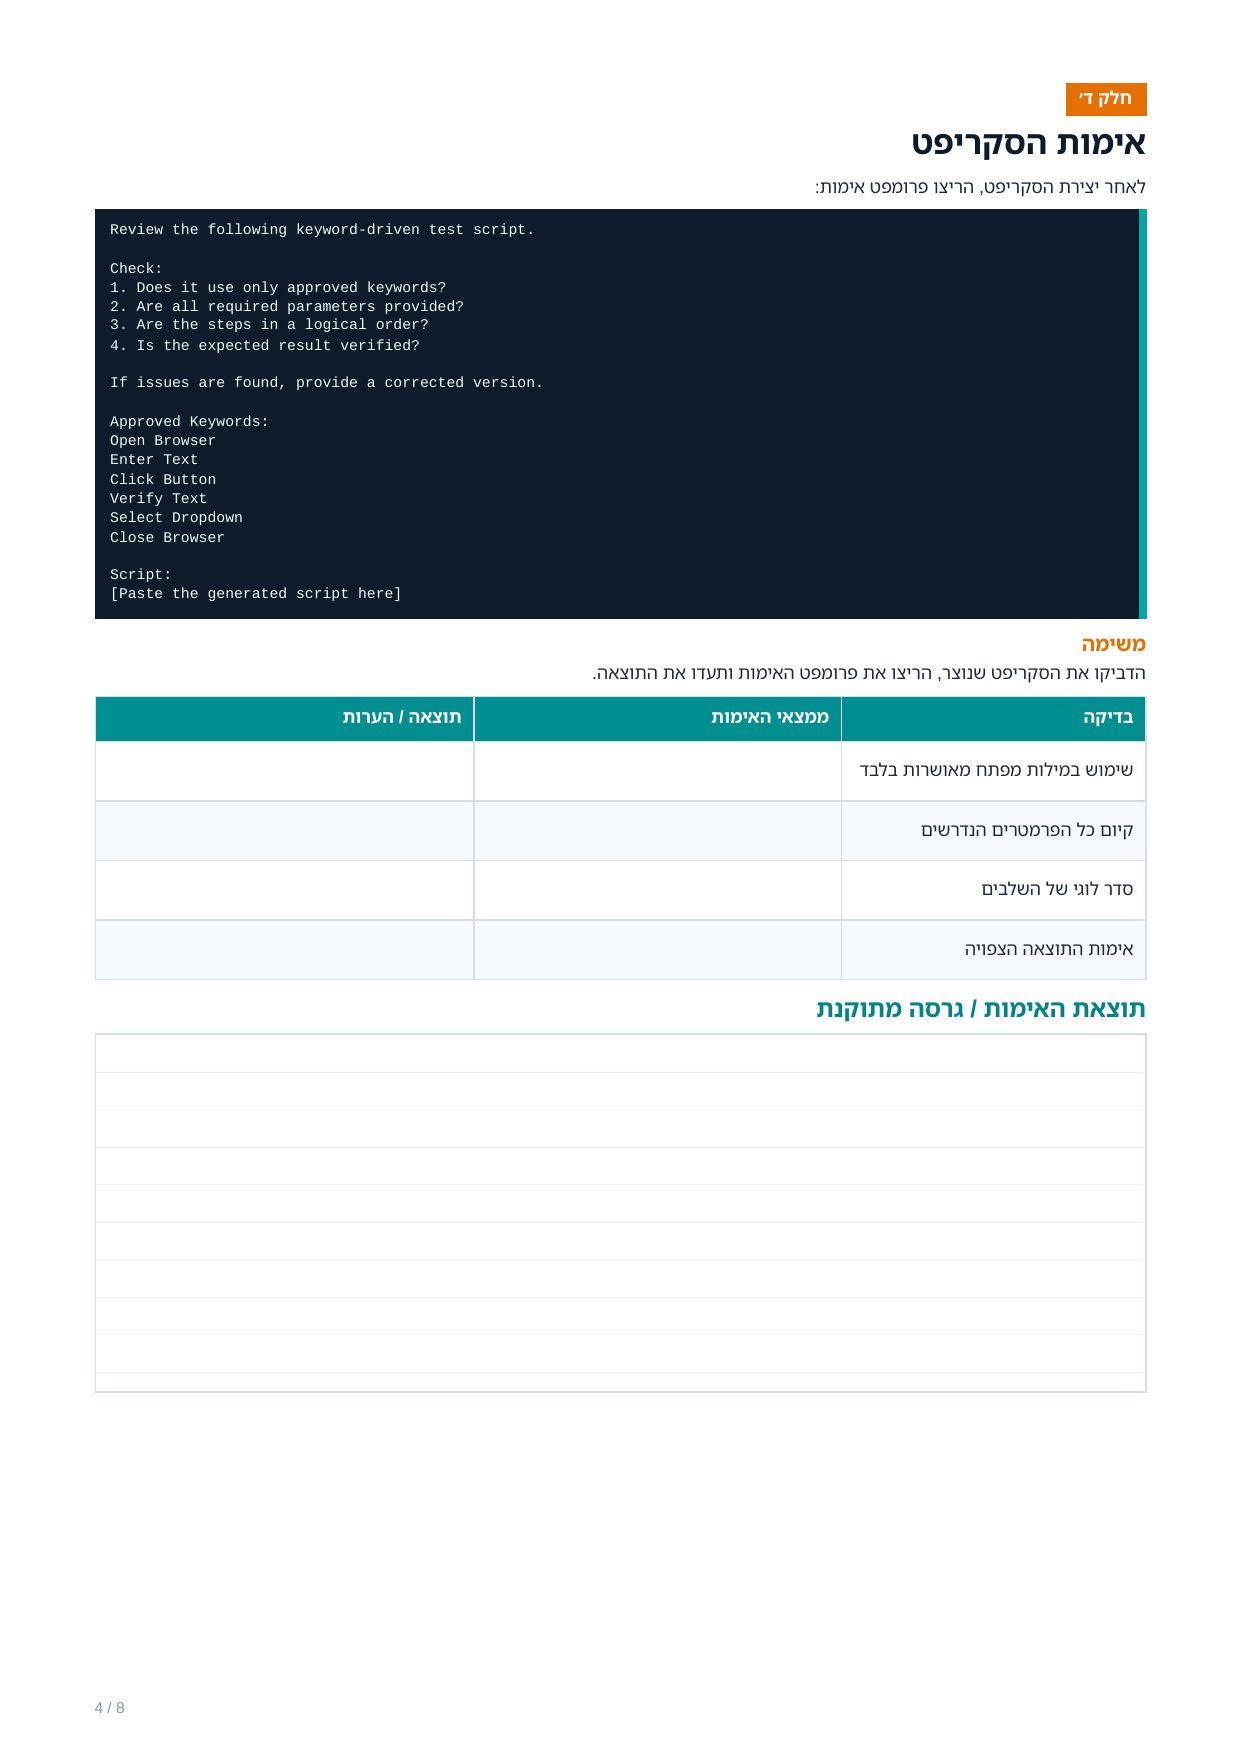 חלק ד׳
אימות הסקריפט
לאחר יצירת הסקריפט, הריצו פרומפט אימות:
Review the following keyword-driven test script.
Check:
1. Does it use only approved keywords?
2. Are all required parameters provided?
3. Are the steps in a logical order?
4. Is the expected result verified?
If issues are found, provide a corrected version.
Approved Keywords:
Open Browser
Enter Text
Click Button
Verify Text
Select Dropdown
Close Browser
Script:
[Paste the generated script here]
משימה
הדביקו את הסקריפט שנוצר, הריצו את פרומפט האימות ותעדו את התוצאה.
בדיקה ממצאי האימות תוצאה / הערות
שימוש במילות מפתח מאושרות בלבד
קיום כל הפרמטרים הנדרשים
סדר לוגי של השלבים
אימות התוצאה הצפויה
תוצאת האימות / גרסה מתוקנת
4 / 8